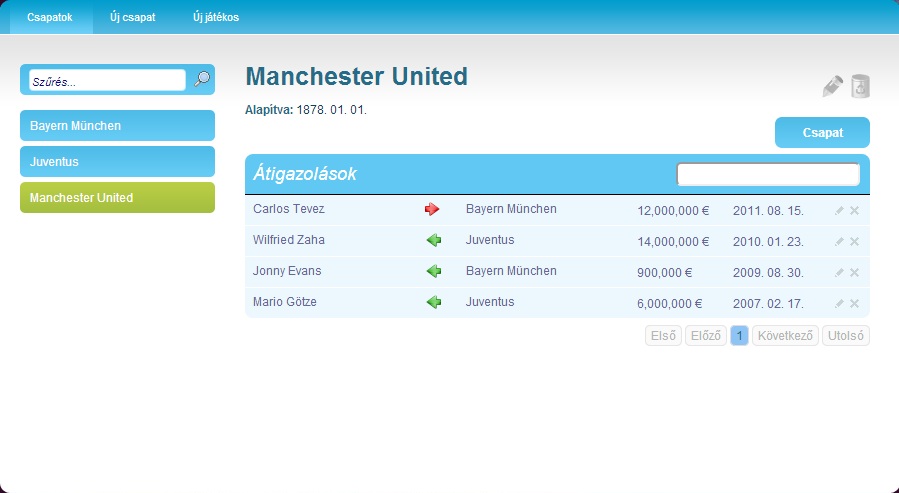 Csapatok Új csapat Új játékos
Szűrés...
Bayern München
Juventus
Manchester United
Manchester United
Alapítva: 1878. 01. 01.
Csapat
Átigazolások
Carlos Tevez Bayern München 12,000,000 € 2011. 08. 15.
Wilfried Zaha Juventus 14,000,000 € 2010. 01. 23.
Jonny Evans Bayern München 900,000 € 2009. 08. 30.
Mario Götze Juventus 6,000,000 € 2007. 02. 17.
Első Előző 1 Következő Utolsó